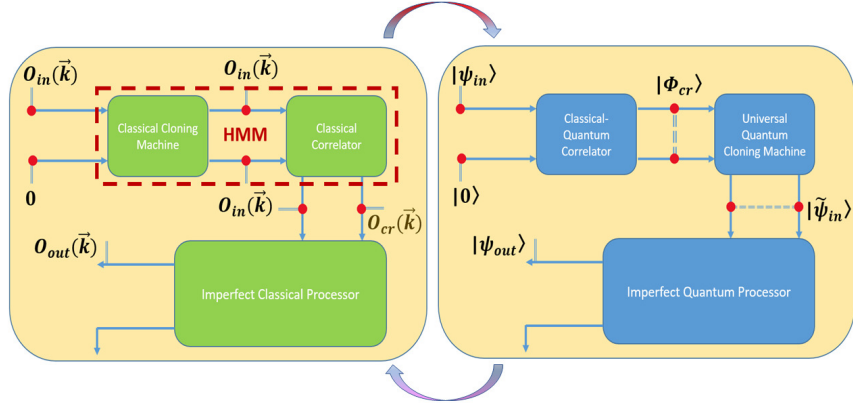 O_in(k⃗)
O_in(k⃗)
Classical Cloning
Machine
HMM
Classical
Correlator
0
O_in(k⃗)
O_cr(k⃗)
O_out(k⃗)
Imperfect Classical Processor
|ψ_in⟩
|Φ_cr⟩
Classical-
Quantum
Correlator
Universal
Quantum
Cloning Machine
|0⟩
|ψ̃_in⟩
|ψ_out⟩
Imperfect Quantum Processor